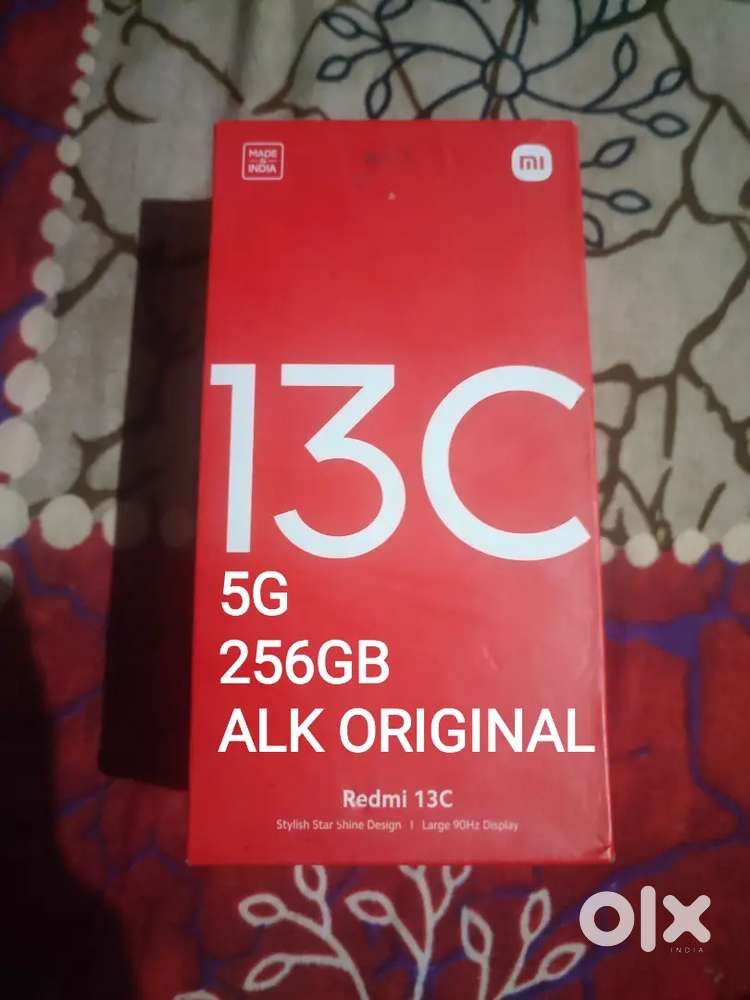 MADE
IN
INDIA
mi
13C
5G
256GB
ALK ORIGINAL
Redmi 13C
Stylish Star Shine Design | Large 90Hz Display
olx
INDIA